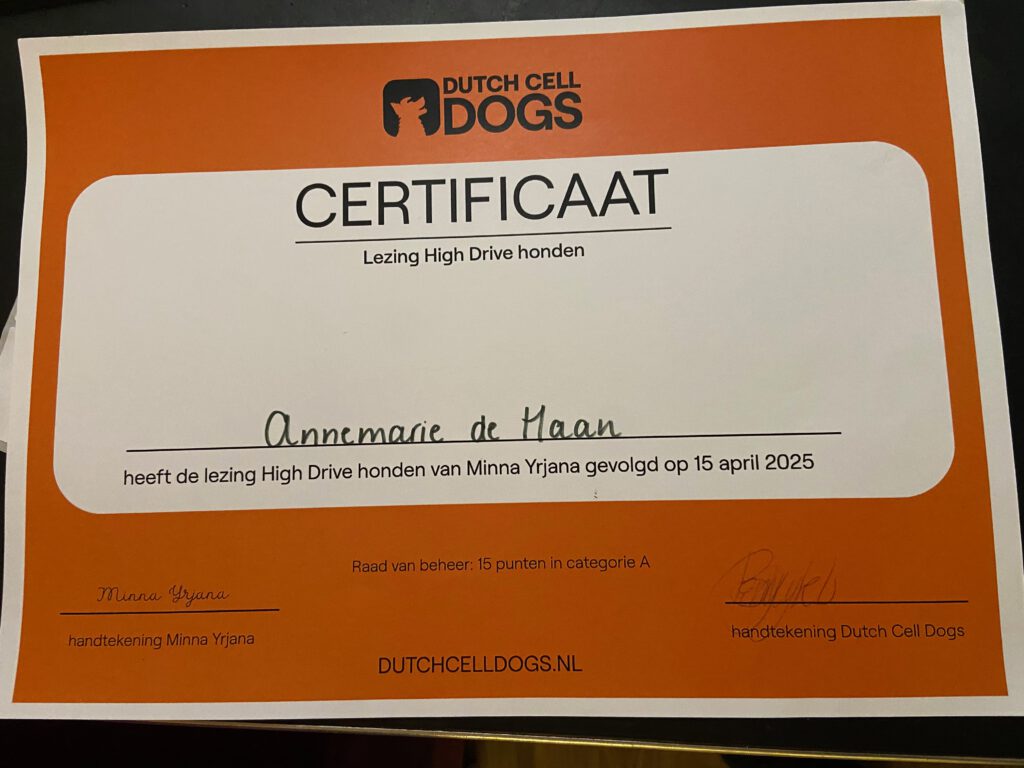 DUTCH CELL
DOGS
CERTIFICAAT
Lezing High Drive honden
Annemarie de Haan
heeft de lezing High Drive honden van Minna Yrjana gevolgd op 15 april 2025
Raad van beheer: 15 punten in categorie A
Minna Yrjana
handtekening Minna Yrjana
handtekening Dutch Cell Dogs
DUTCHCELLDOGS.NL